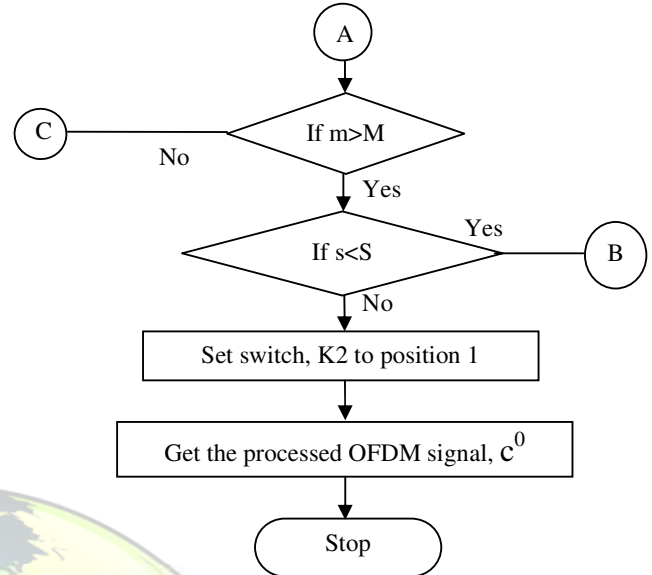 A
If m>M
C
No
Yes
If s<S
Yes
B
No
Set switch, K2 to position 1
Get the processed OFDM signal, c⁰
Stop